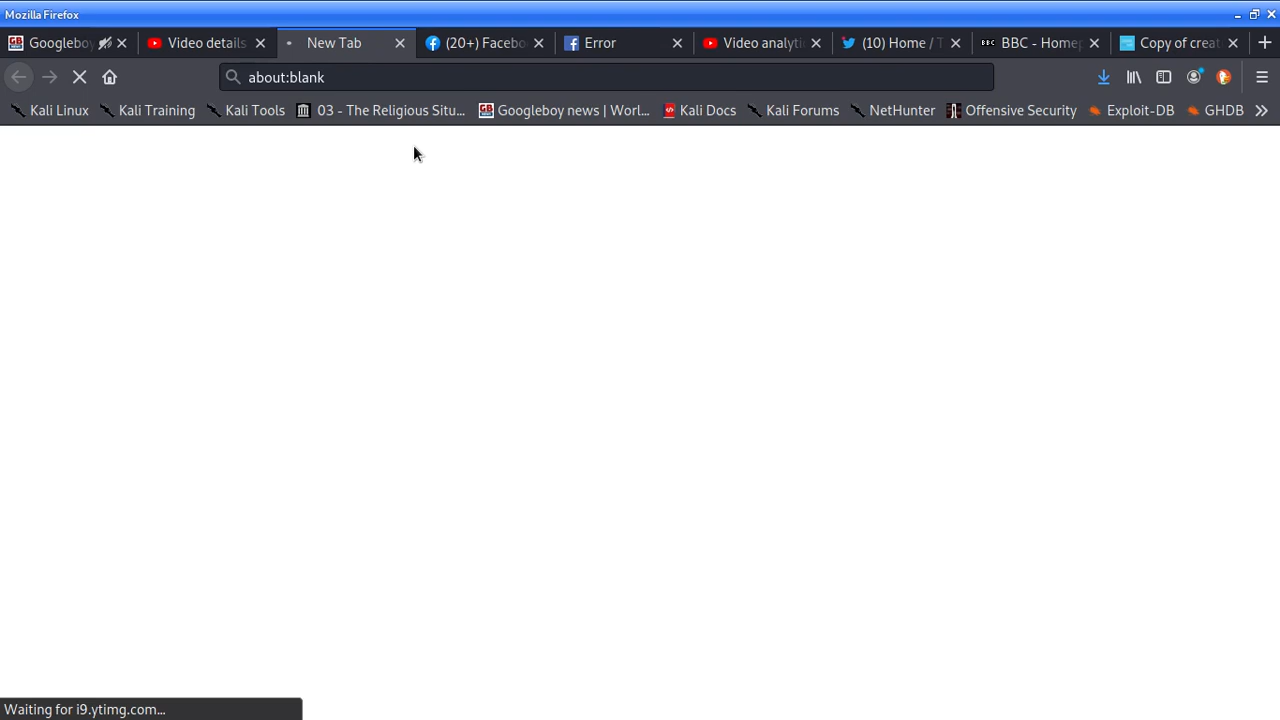 Mozilla Firefox
Googleboy Video details New Tab (20+) Facebo Error Video analyti (10) Home / T BBC - Homep Copy of creat
about:blank
Kali Linux Kali Training Kali Tools 03 - The Religious Situ... Googleboy news | Worl... Kali Docs Kali Forums NetHunter Offensive Security Exploit-DB GHDB
Waiting for i9.ytimg.com...